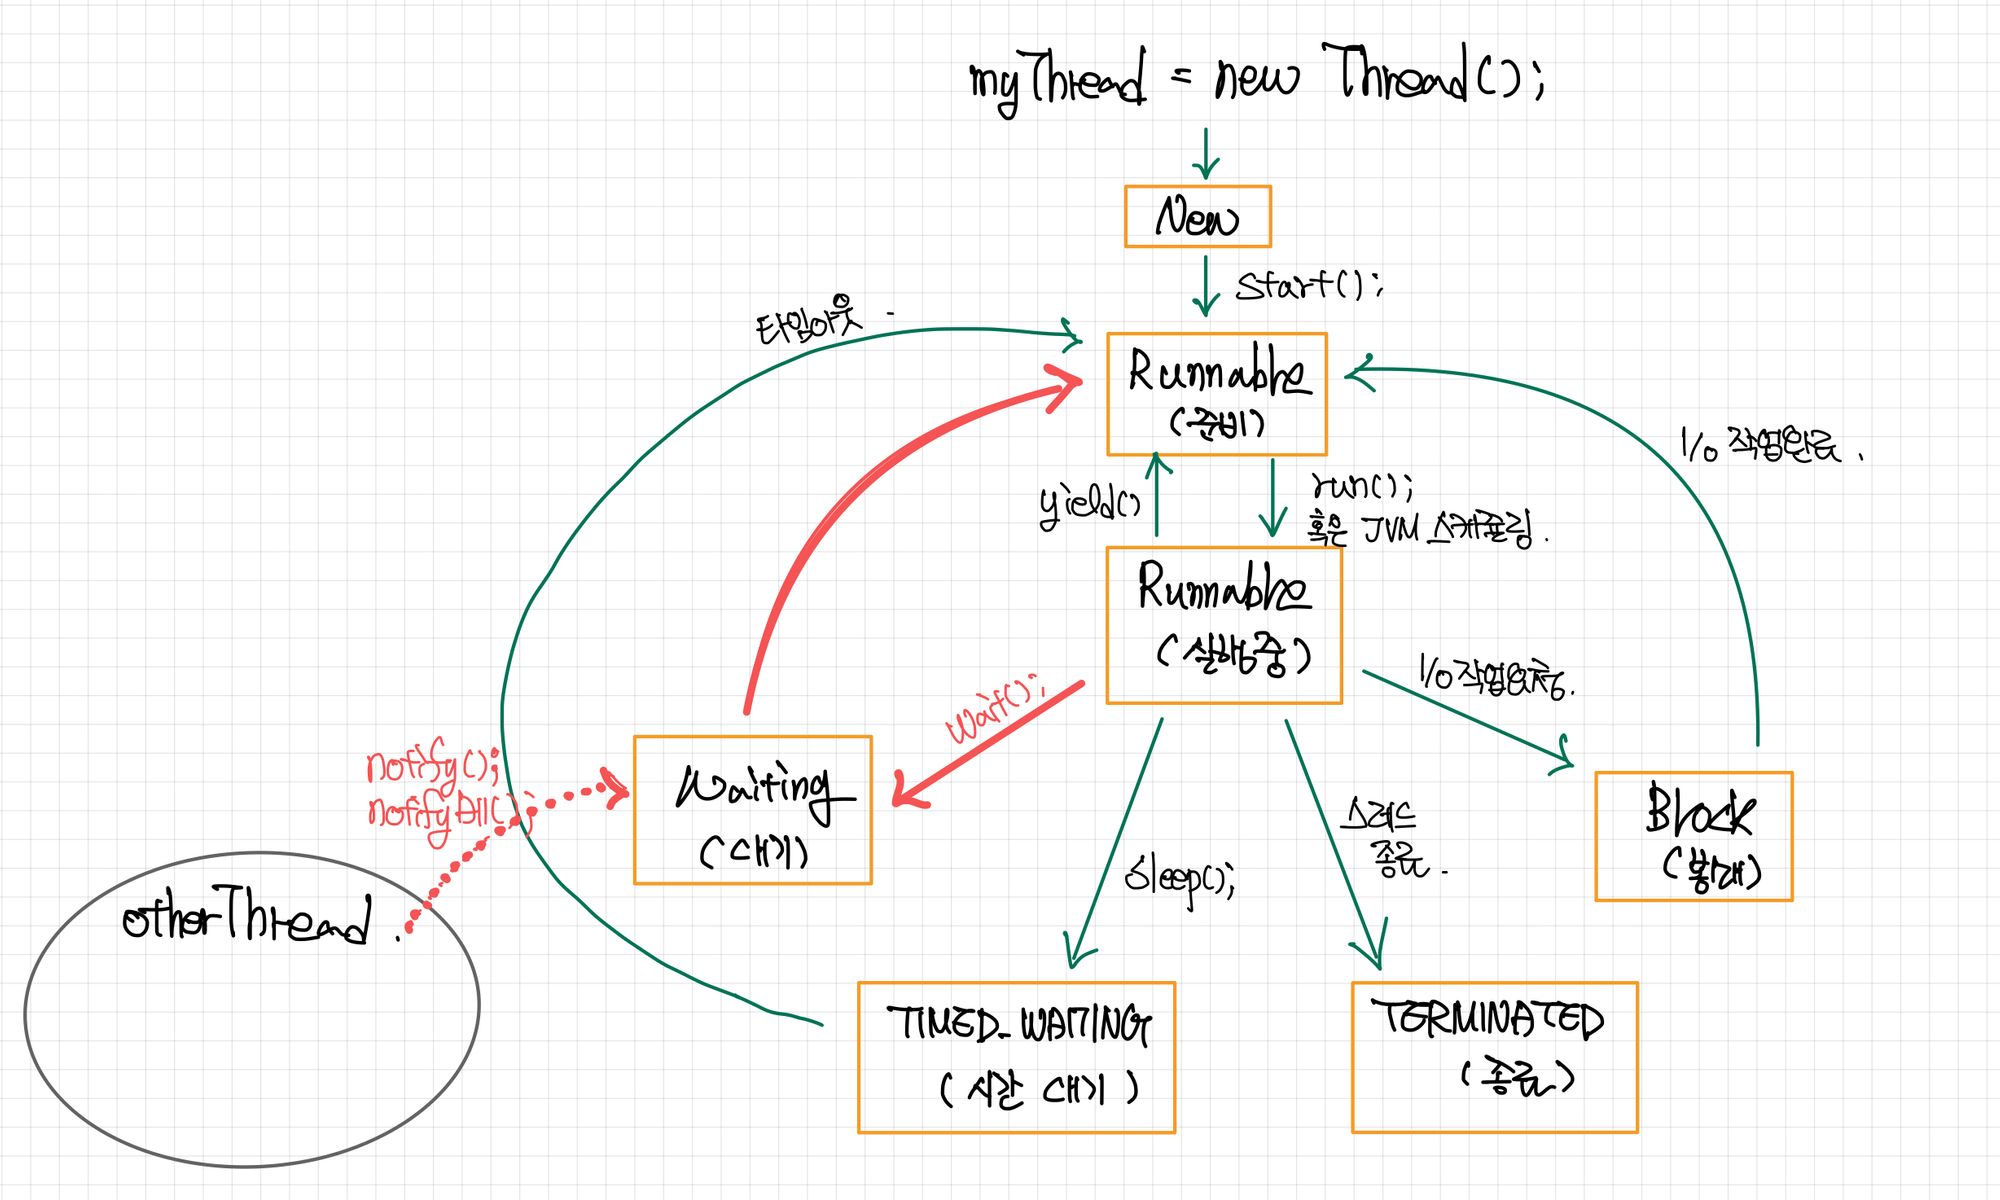 myThread = new Thread();
New
start();
타임아웃
Runnable
(준비)
I/O 작업완료.
yield()
run();
혹은 JVM 스케줄링.
Runnable
(실행중)
I/O작업요청.
wait();
notify();
notifyAll();
Waiting
(대기)
스레드
종료.
Block
(봉쇄)
sleep();
otherThread
TIMED_WAITING
(시간 대기)
TERMINATED
(종료)